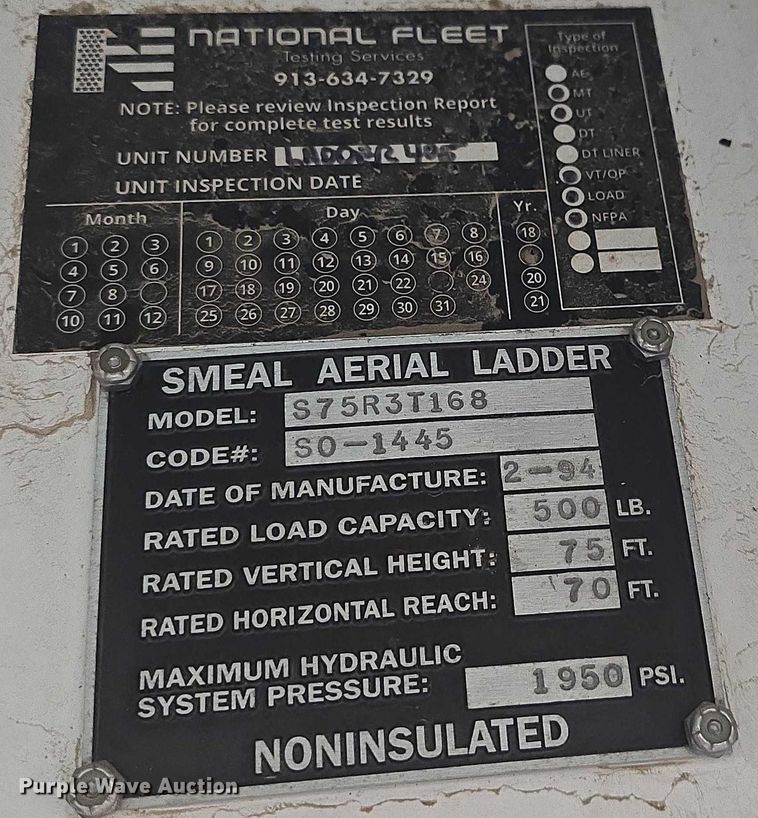 NATIONAL FLEET
Testing Services
913-634-7329
NOTE: Please review Inspection Report
for complete test results
UNIT NUMBER LADDER 485
UNIT INSPECTION DATE
Month
1 2 3
4 5 6
7 8
10 11 12
Day
1 2 3 4 5 6 7 8
9 10 11 12 13 14 15 16
17 18 19 20 21 22 24
25 26 27 28 29 30 31
Yr.
18
20
21
Type of
Inspection
AE
MT
UT
DT
DT LINER
VT/OP
LOAD
NFPA
SMEAL AERIAL LADDER
MODEL: S75R3T168
CODE#: SO-1445
DATE OF MANUFACTURE: 2-94
RATED LOAD CAPACITY: 500 LB.
RATED VERTICAL HEIGHT: 75 FT.
RATED HORIZONTAL REACH: 70 FT.
MAXIMUM HYDRAULIC
SYSTEM PRESSURE: 1950 PSI.
NONINSULATED
Purple Wave Auction